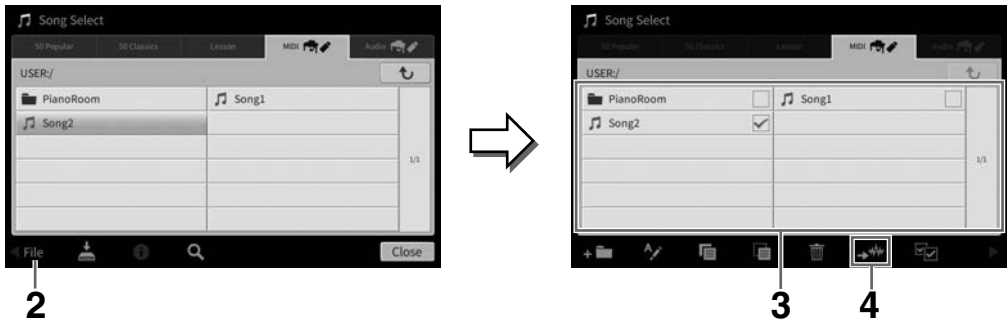 Song Select
50 Popular 50 Classics Lesson MIDI Audio
USER:/
PianoRoom Song1
Song2
1/1
File Close
2
Song Select
50 Popular 50 Classics Lesson MIDI Audio
USER:/
PianoRoom Song1
Song2
1/1
3 4